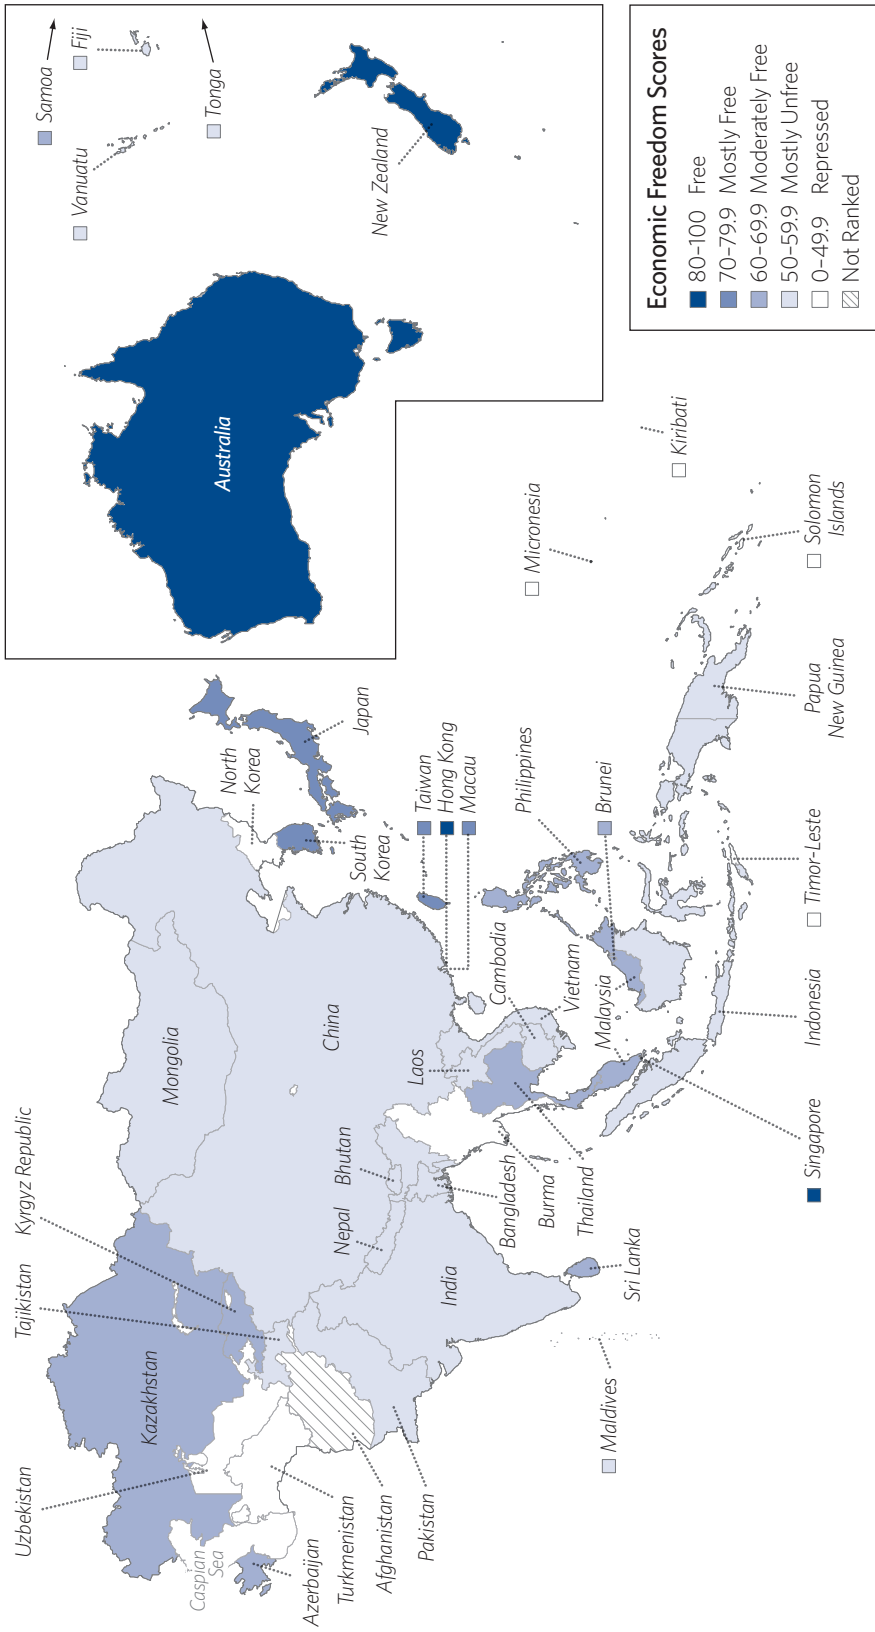 Kazakhstan
Uzbekistan
Tajikistan
Kyrgyz Republic
Caspian
Sea
Azerbaijan
Turkmenistan
Afghanistan
Pakistan
Mongolia
China
Nepal
Bhutan
India
Bangladesh
Burma
Thailand
Laos
Cambodia
Vietnam
North
Korea
South
Korea
Japan
Taiwan
Hong Kong
Macau
Philippines
Brunei
Malaysia
Maldives
Sri Lanka
Singapore
Indonesia
Timor-Leste
Papua
New Guinea
Solomon
Islands
Micronesia
Kiribati
Australia
New Zealand
Vanuatu
Samoa
Fiji
Tonga
Economic Freedom Scores
80–100 Free
70–79.9 Mostly Free
60–69.9 Moderately Free
50–59.9 Mostly Unfree
0–49.9 Repressed
Not Ranked